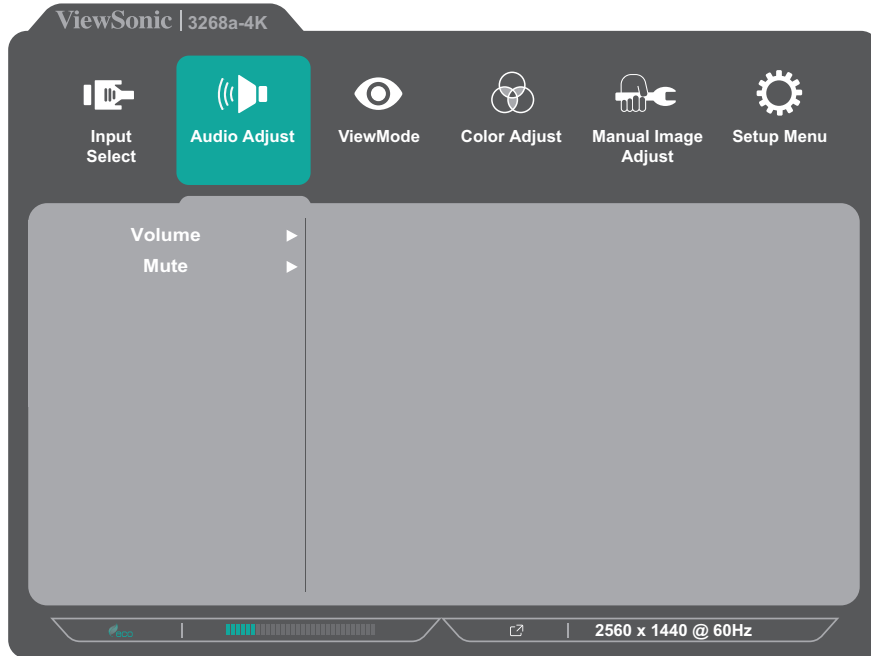 ViewSonic 3268a-4K
Input Select
Audio Adjust
ViewMode
Color Adjust
Manual Image Adjust
Setup Menu
Volume
Mute
ECO
2560 x 1440 @ 60Hz